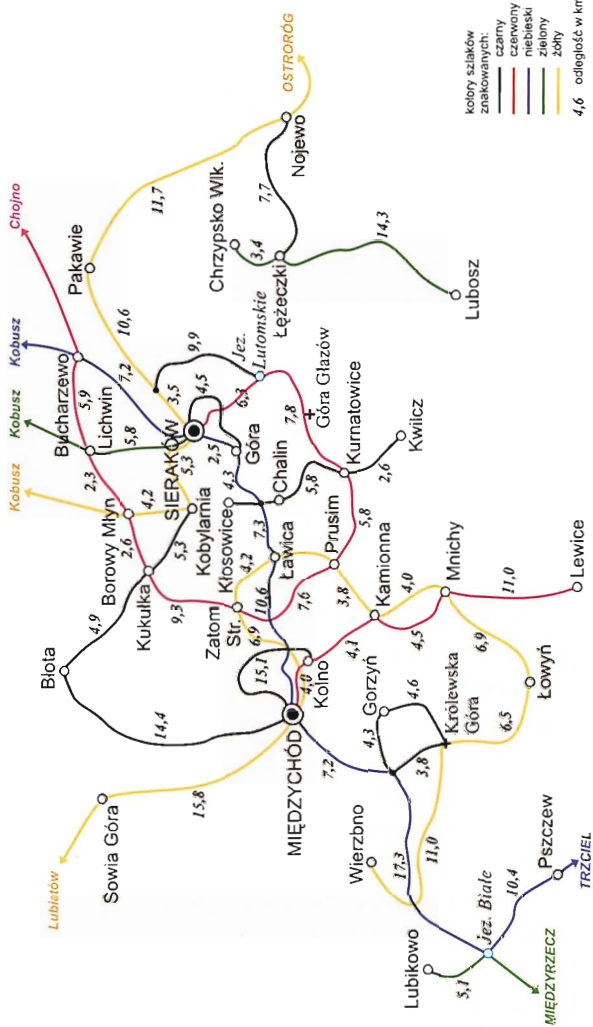 OSTRORÓG
Chojno
Kobusz
Kobusz
Kobusz
Lubiatów
kolory szlaków
znakowanych:
czarny
czerwony
niebieski
zielony
żółty
4,6 odległość w km
Nojewo
11,7
Pakawie
Chrzypsko Wlk.
7,7
3,4
Łężeczki
14,3
Lubosz
10,6
Bucharzewo
7,2
9,9
Jez.
Lutomskie
3,5
4,5
6,3
5,9
Lichwin
5,8
SIERAKÓW
2,5
Góra
7,8
Góra Głazów
Kurnatowice
Kwilcz
2,6
2,3
5,3
4,3
Chalin
5,8
Borowy Młyn
4,2
Kobylarnia
Kłosowice
7,3
5,8
2,6
5,3
Ławica
Prusim
Kukułka
4,9
9,3
4,2
10,6
7,6
3,8
Kamionna
4,0
Mnichy
11,0
Lewice
Zatom
Str.
6,9
Błota
15,1
4,0
Kolno
4,1
4,5
6,9
14,4
MIĘDZYCHÓD
Gorzyń
4,6
Królewska
Góra
Łowyń
6,5
7,2
4,3
3,8
15,8
Sowia Góra
Wierzbno
17,3
11,0
Pszczew
TRZCIEL
10,4
jez. Białe
Lubikowo
5,1
MIĘDZYRZECZ